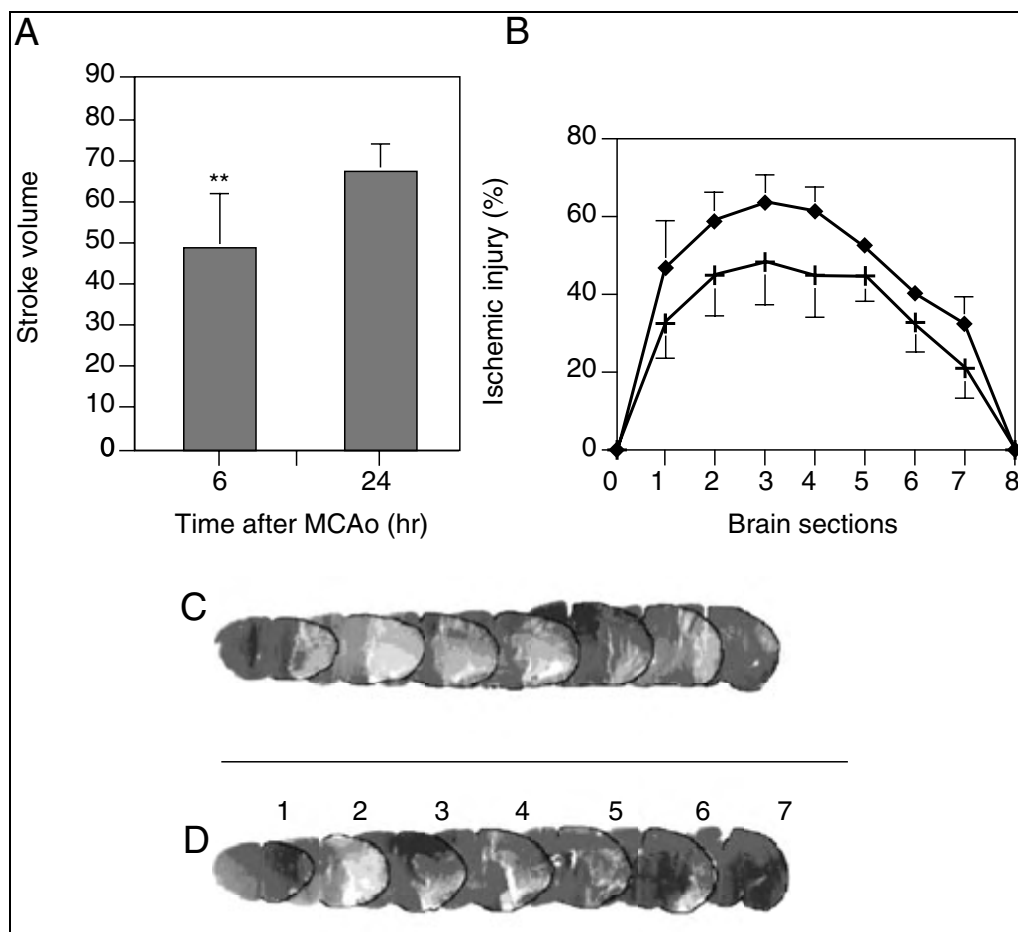 A
90
80
70
60
50
40
30
20
10
0
**
Stroke volume
6 24
Time after MCAo (hr)
B
80
60
40
20
0
Ischemic injury (%)
0 1 2 3 4 5 6 7 8
Brain sections
C
1 2 3 4 5 6 7
D